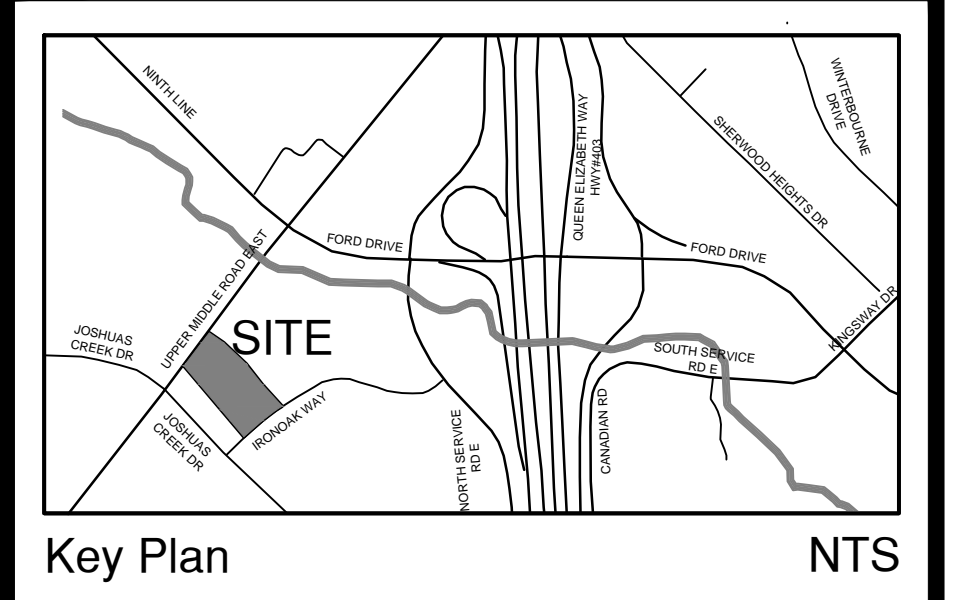 NINTH LINE
QUEEN ELIZABETH WAY
HWY#403
SHERWOOD HEIGHTS DR
WINTERBOURNE
DRIVE
FORD DRIVE
FORD DRIVE
UPPER MIDDLE ROAD EAST
KINGSWAY DR
JOSHUAS
CREEK DR
SITE
SOUTH SERVICE
RD E
JOSHUAS
CREEK DR
IRONOAK WAY
NORTH SERVICE
RD E
CANADIAN RD
Key Plan
NTS